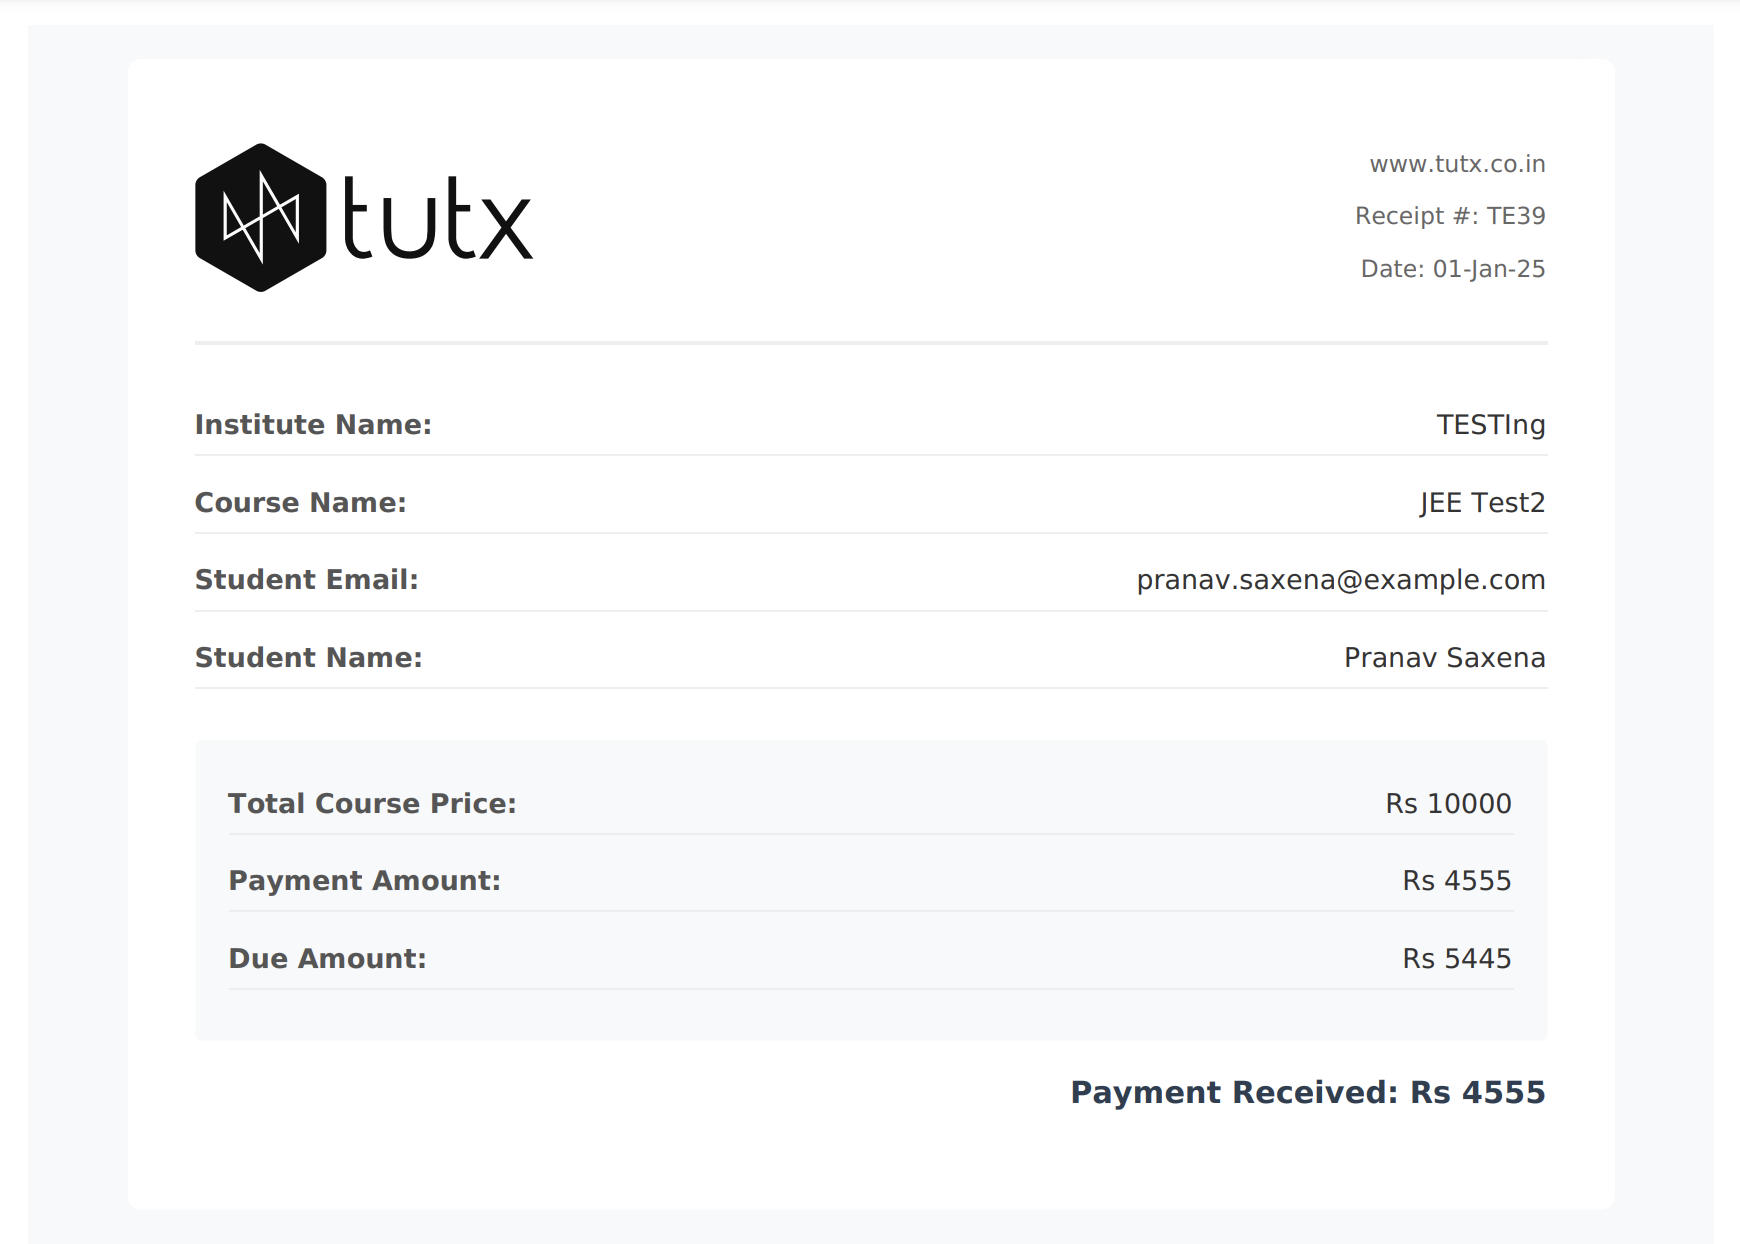 tutx
www.tutx.co.in
Receipt #: TE39
Date: 01-Jan-25
Institute Name: TESTIng
Course Name: JEE Test2
Student Email: pranav.saxena@example.com
Student Name: Pranav Saxena
Total Course Price: Rs 10000
Payment Amount: Rs 4555
Due Amount: Rs 5445
Payment Received: Rs 4555